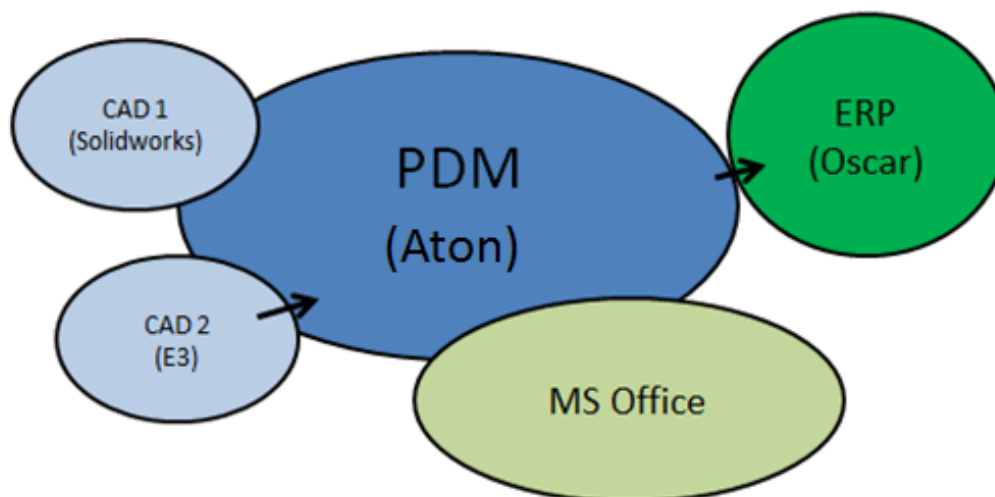 CAD 1
(Solidworks)
PDM
(Aton)
ERP
(Oscar)
CAD 2
(E3)
MS Office